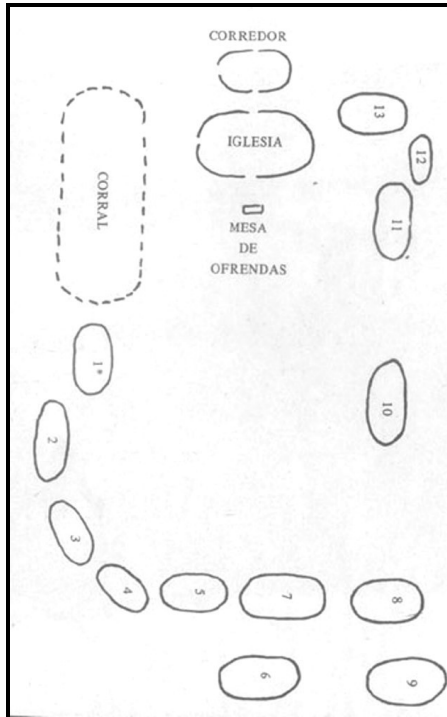 CORREDOR
IGLESIA
CORRAL
MESA
DE
OFRENDAS
13
12
11
10
1*
2
3
4
5
7
8
6
9